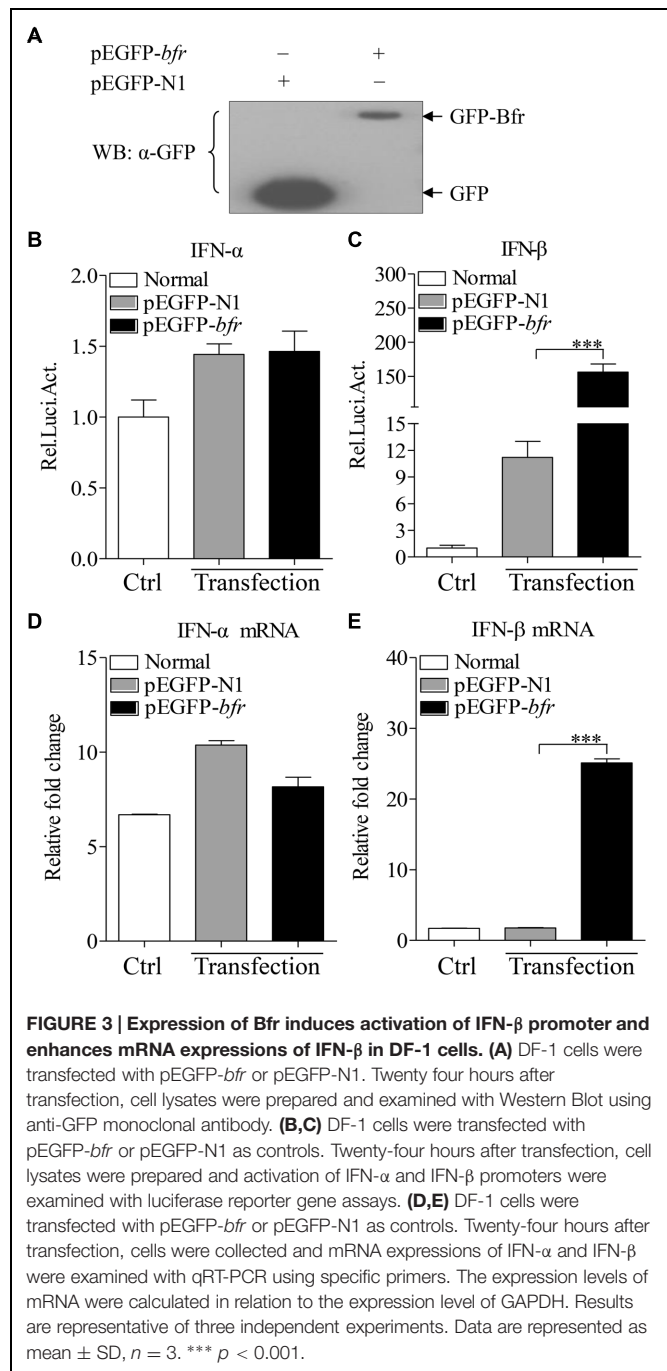 A
pEGFP-bfr – +
pEGFP-N1 + –
WB: α-GFP
GFP-Bfr
GFP
B
IFN-α
Normal
pEGFP-N1
pEGFP-bfr
Rel.Luci.Act.
2.0
1.5
1.0
0.5
0.0
Ctrl Transfection
C
IFN-β
Normal
pEGFP-N1
pEGFP-bfr
***
Rel.Luci.Act.
300
250
200
150
100
12
9
6
3
0
Ctrl Transfection
D
IFN-α mRNA
Normal
pEGFP-N1
pEGFP-bfr
Relative fold change
15
10
5
0
Ctrl Transfection
E
IFN-β mRNA
Normal
pEGFP-N1
pEGFP-bfr
***
Relative fold change
40
30
20
10
0
Ctrl Transfection
FIGURE 3 | Expression of Bfr induces activation of IFN-β promoter and
enhances mRNA expressions of IFN-β in DF-1 cells. (A) DF-1 cells were
transfected with pEGFP-bfr or pEGFP-N1. Twenty four hours after
transfection, cell lysates were prepared and examined with Western Blot using
anti-GFP monoclonal antibody. (B,C) DF-1 cells were transfected with
pEGFP-bfr or pEGFP-N1 as controls. Twenty-four hours after transfection, cell
lysates were prepared and activation of IFN-α and IFN-β promoters were
examined with luciferase reporter gene assays. (D,E) DF-1 cells were
transfected with pEGFP-bfr or pEGFP-N1 as controls. Twenty-four hours after
transfection, cells were collected and mRNA expressions of IFN-α and IFN-β
were examined with qRT-PCR using specific primers. The expression levels of
mRNA were calculated in relation to the expression level of GAPDH. Results
are representative of three independent experiments. Data are represented as
mean ± SD, n = 3. *** p < 0.001.